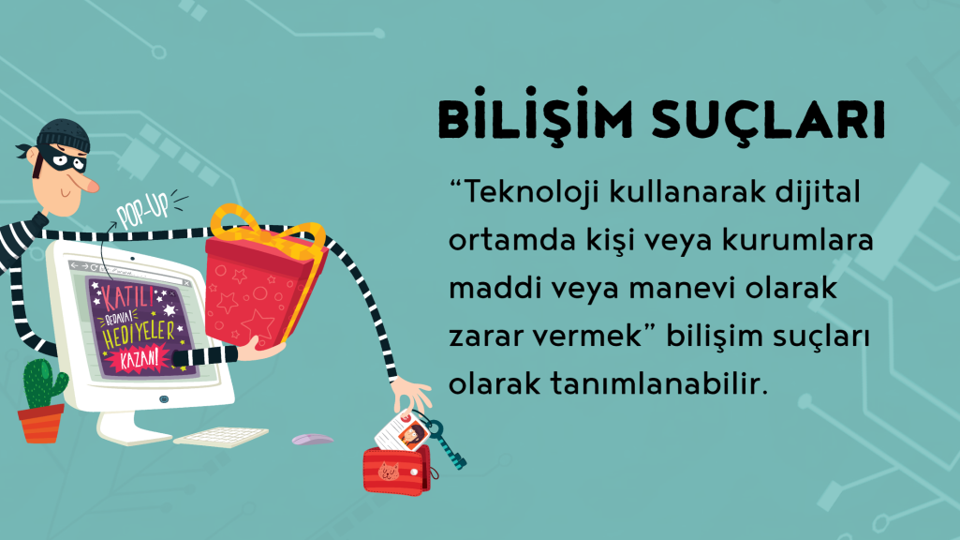 BİLİŞİM SUÇLARI
“Teknoloji kullanarak dijital
ortamda kişi veya kurumlara
maddi veya manevi olarak
zarar vermek” bilişim suçları
olarak tanımlanabilir.
POP-UP
KATIL!
BEDAVA!
HEDİYELER
KAZAN!